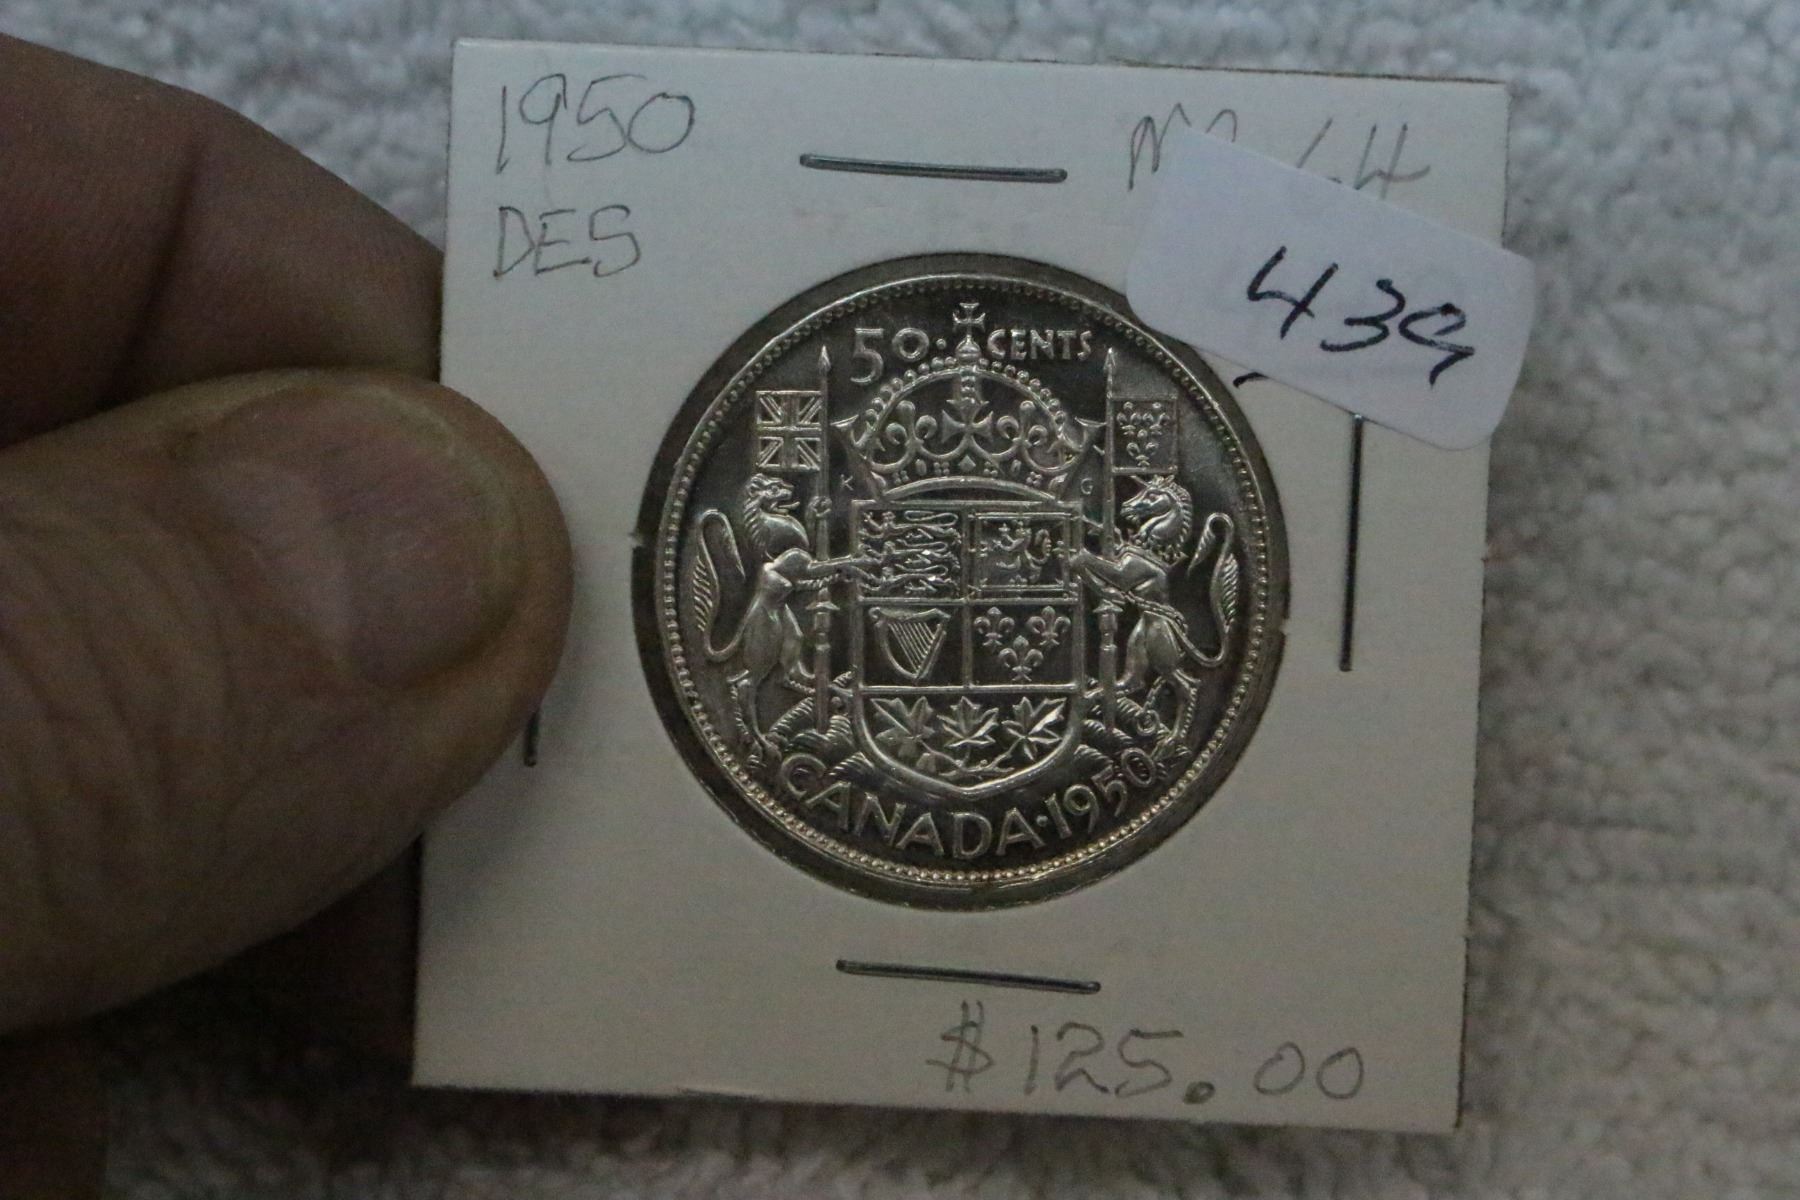 1950
DES
439
50 · CENTS
K G
CANADA · 1950
$125.00